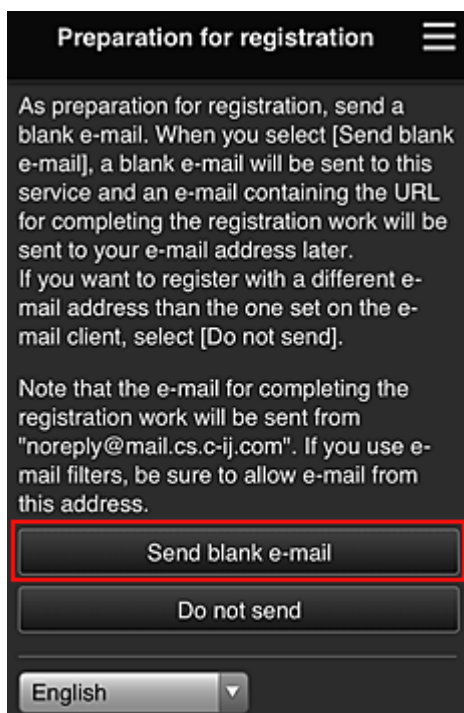 Preparation for registration
As preparation for registration, send a
blank e-mail. When you select [Send blank
e-mail], a blank e-mail will be sent to this
service and an e-mail containing the URL
for completing the registration work will be
sent to your e-mail address later.
If you want to register with a different e-
mail address than the one set on the e-
mail client, select [Do not send].
Note that the e-mail for completing the
registration work will be sent from
"noreply@mail.cs.c-ij.com". If you use e-
mail filters, be sure to allow e-mail from
this address.
Send blank e-mail
Do not send
English